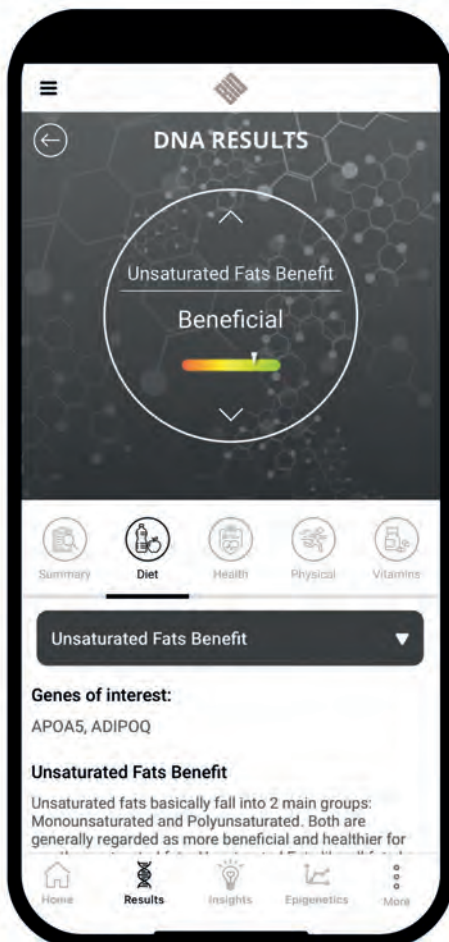 DNA RESULTS
Unsaturated Fats Benefit
Beneficial
Summary
Diet
Health
Physical
Vitamins
Unsaturated Fats Benefit
Genes of interest:
APOA5, ADIPOQ
Unsaturated Fats Benefit
Unsaturated fats basically fall into 2 main groups:
Monounsaturated and Polyunsaturated. Both are
generally regarded as more beneficial and healthier for
Home
Results
Insights
Epigenetics
More